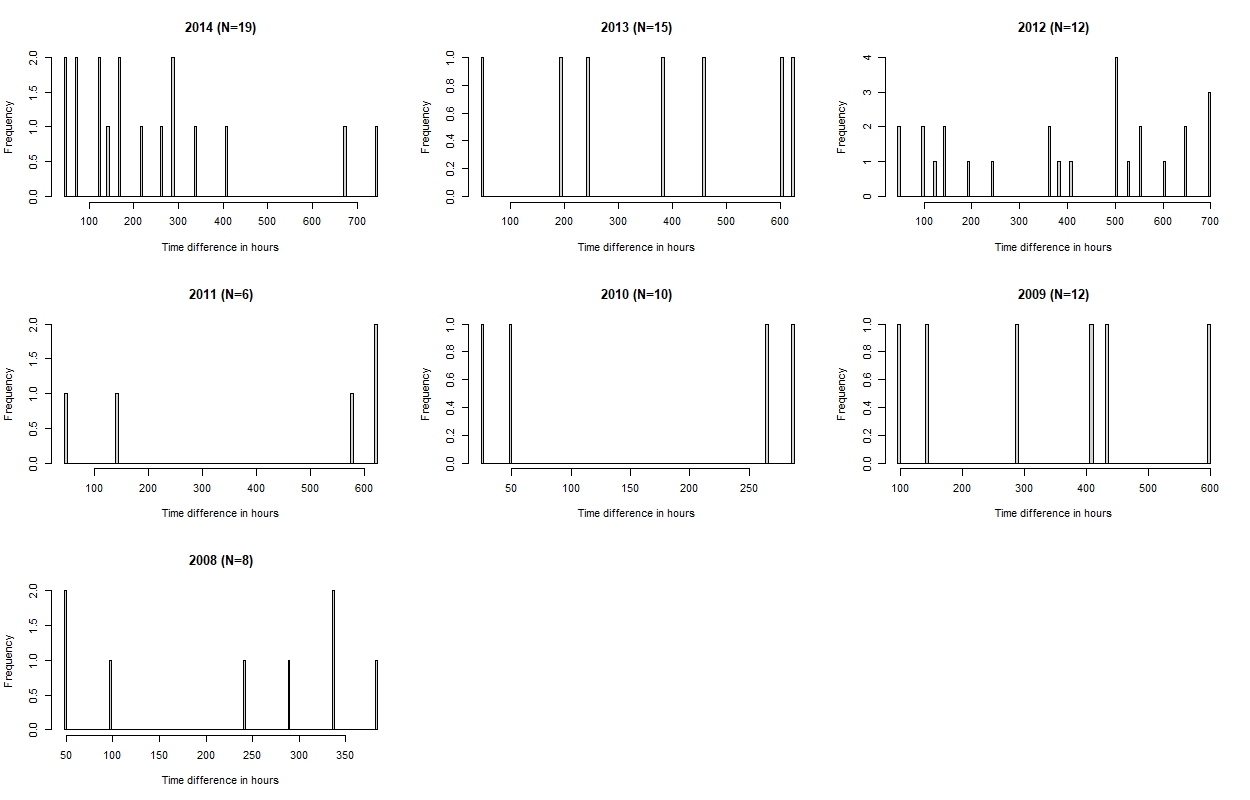 2014 (N=19)
Frequency
0.0 0.5 1.0 1.5 2.0
100 200 300 400 500 600 700
Time difference in hours
2013 (N=15)
Frequency
0.0 0.2 0.4 0.6 0.8 1.0
100 200 300 400 500 600
Time difference in hours
2012 (N=12)
Frequency
0 1 2 3 4
100 200 300 400 500 600 700
Time difference in hours
2011 (N=6)
Frequency
0.0 0.5 1.0 1.5 2.0
100 200 300 400 500 600
Time difference in hours
2010 (N=10)
Frequency
0.0 0.2 0.4 0.6 0.8 1.0
50 100 150 200 250
Time difference in hours
2009 (N=12)
Frequency
0.0 0.2 0.4 0.6 0.8 1.0
100 200 300 400 500 600
Time difference in hours
2008 (N=8)
Frequency
0.0 0.5 1.0 1.5 2.0
50 100 150 200 250 300 350
Time difference in hours